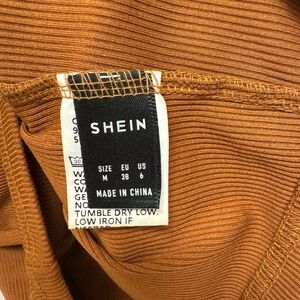 SHEIN
SIZE EU US
M 38 6
MADE IN CHINA
TUMBLE DRY LOW.
LOW IRON IF